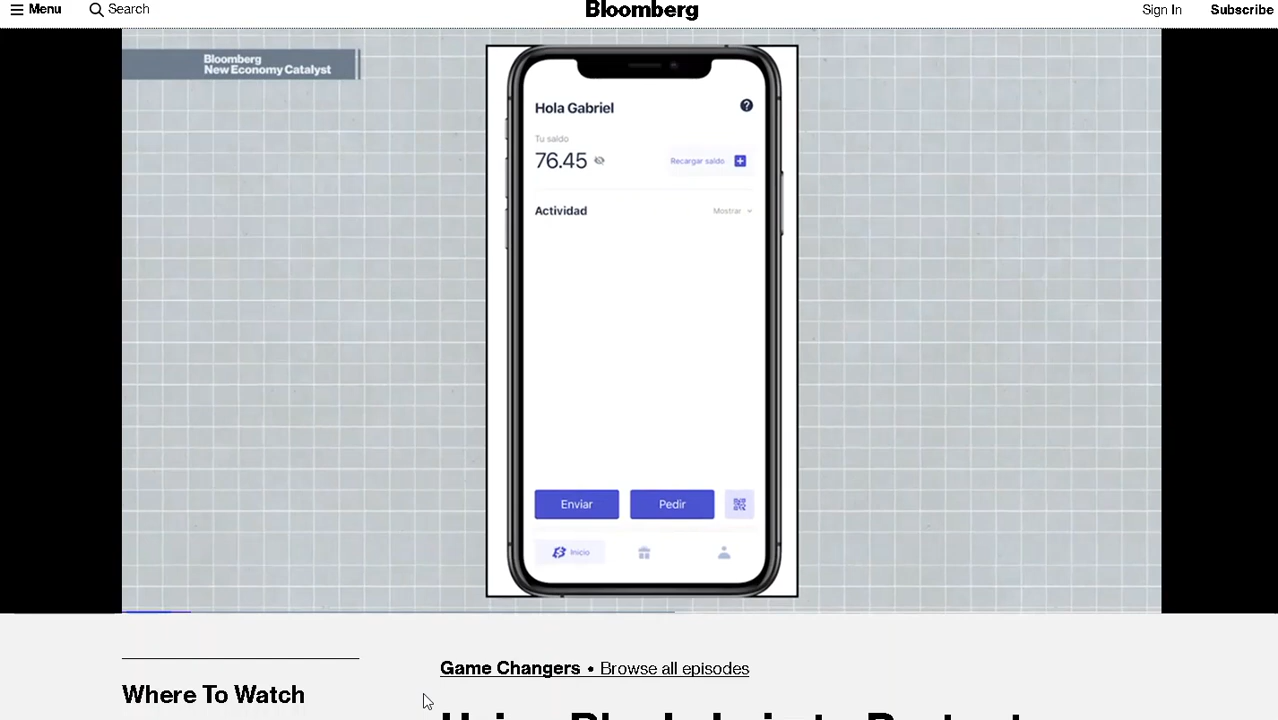 Menu
Search
Bloomberg
Sign In
Subscribe
Bloomberg
New Economy Catalyst
Hola Gabriel
?
Tu saldo
76.45
Recargar saldo +
Actividad
Mostrar
Enviar
Pedir
Inicio
Game Changers • Browse all episodes
Where To Watch